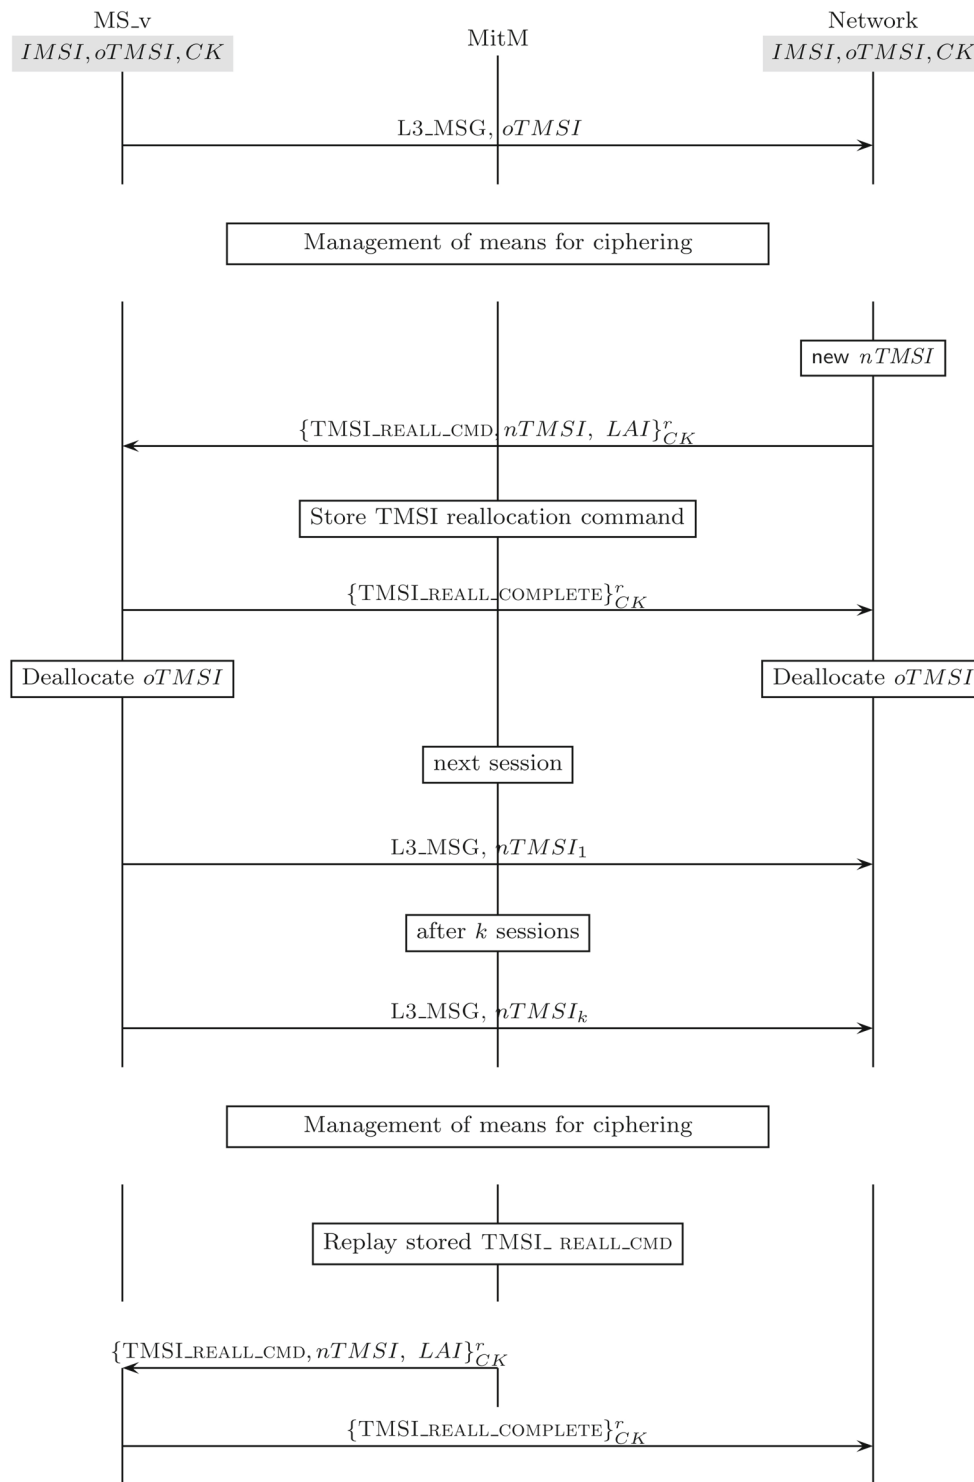 MS_v
MitM
Network
IMSI, oTMSI, CK
IMSI, oTMSI, CK
L3_MSG, oTMSI
Management of means for ciphering
new nTMSI
{TMSI_REALL_CMD, nTMSI, LAI}^r_CK
Store TMSI reallocation command
{TMSI_REALL_COMPLETE}^r_CK
Deallocate oTMSI
Deallocate oTMSI
next session
L3_MSG, nTMSI_1
after k sessions
L3_MSG, nTMSI_k
Management of means for ciphering
Replay stored TMSI_ REALL_CMD
{TMSI_REALL_CMD, nTMSI, LAI}^r_CK
{TMSI_REALL_COMPLETE}^r_CK